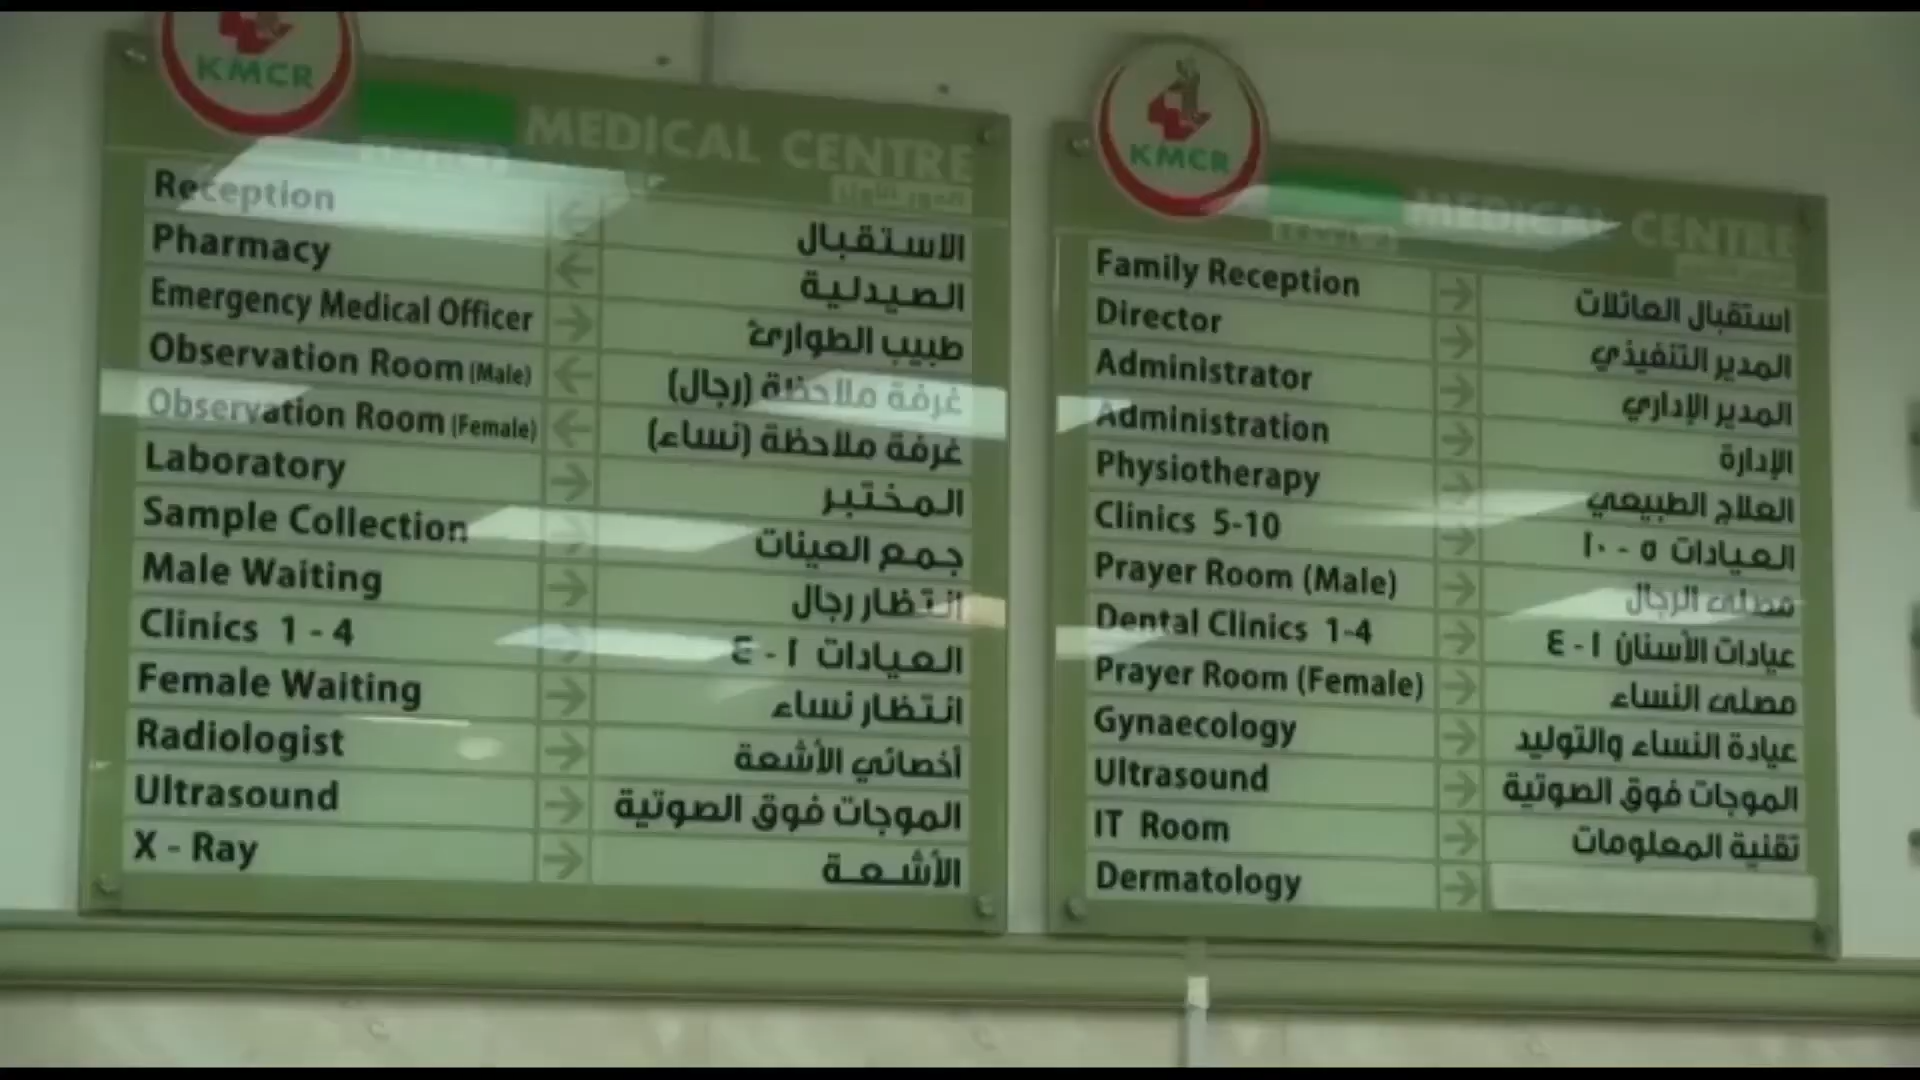 KMCR
MEDICAL CENTRE
Reception الاستقبال
Pharmacy الصيدلية
Emergency Medical Officer طبيب الطوارئ
Observation Room (Male) غرفة ملاحظة (رجال)
Observation Room (Female) غرفة ملاحظة (نساء)
Laboratory المختبر
Sample Collection جمع العينات
Male Waiting انتظار رجال
Clinics 1 - 4 العيادات ١ - ٤
Female Waiting انتظار نساء
Radiologist أخصائي الأشعة
Ultrasound الموجات فوق الصوتية
X - Ray الأشعة
KMCR
MEDICAL CENTRE
Family Reception استقبال العائلات
Director المدير التنفيذي
Administrator المدير الإداري
Administration الإدارة
Physiotherapy العلاج الطبيعي
Clinics 5-10 العيادات ٥ - ١٠
Prayer Room (Male) مصلى الرجال
Dental Clinics 1-4 عيادات الأسنان ١ - ٤
Prayer Room (Female) مصلى النساء
Gynaecology عيادة النساء والتوليد
Ultrasound الموجات فوق الصوتية
IT Room تقنية المعلومات
Dermatology